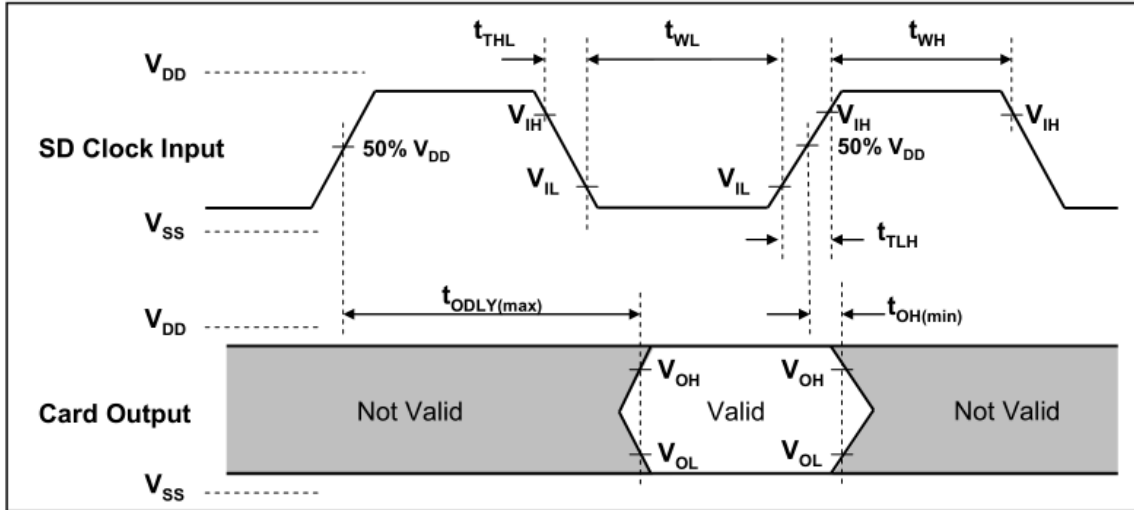 t_THL
t_WL
t_WH
V_DD
V_IH
V_IH
V_IH
SD Clock Input
50% V_DD
50% V_DD
V_IL
V_IL
V_SS
t_TLH
t_ODLY(max)
t_OH(min)
V_DD
V_OH
V_OH
Card Output
Not Valid
Valid
Not Valid
V_OL
V_OL
V_SS